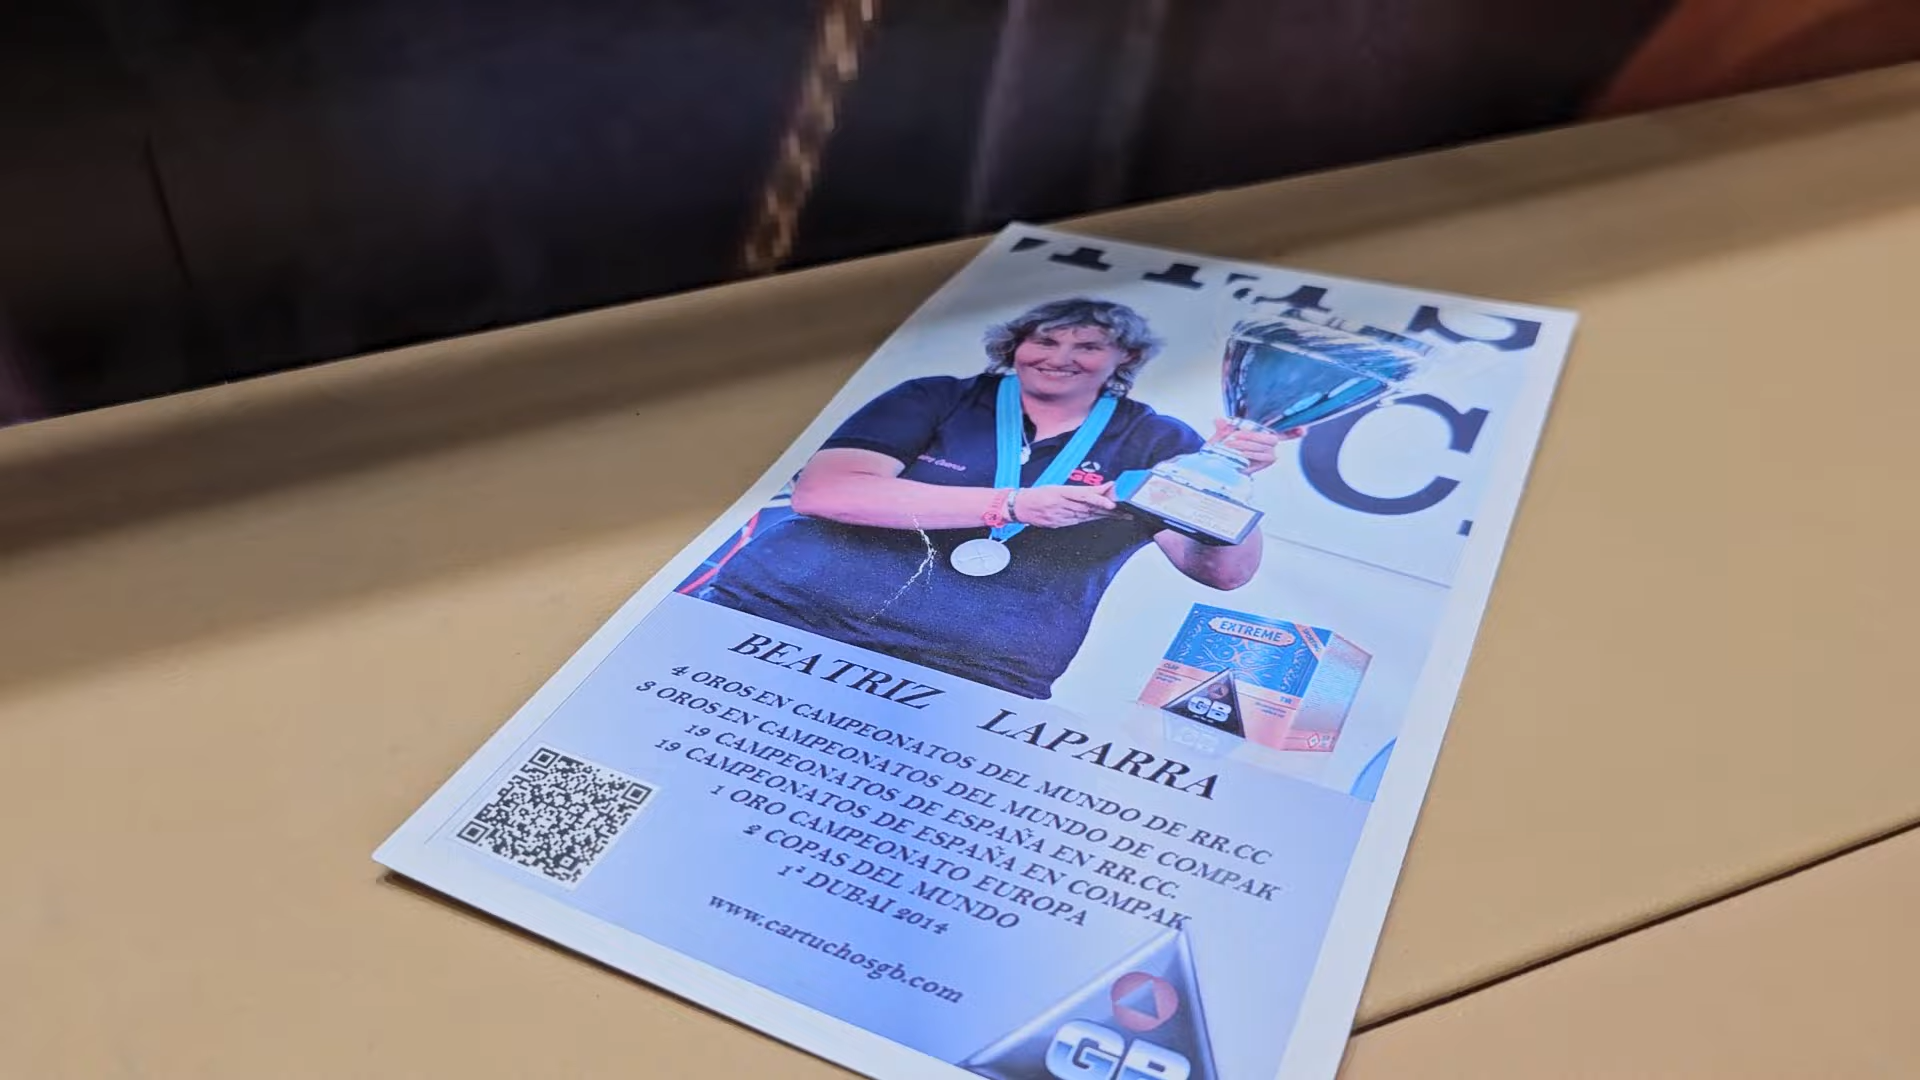 C.
GB
EXTREME
GB
BEATRIZ LAPARRA
4 OROS EN CAMPEONATOS DEL MUNDO DE RR.CC
3 OROS EN CAMPEONATOS DEL MUNDO DE COMPAK
19 CAMPEONATOS DE ESPAÑA EN RR.CC.
19 CAMPEONATOS DE ESPAÑA EN COMPAK
1 ORO CAMPEONATO EUROPA
2 COPAS DEL MUNDO
1ª DUBAI 2014
www.cartuchosgb.com
GB